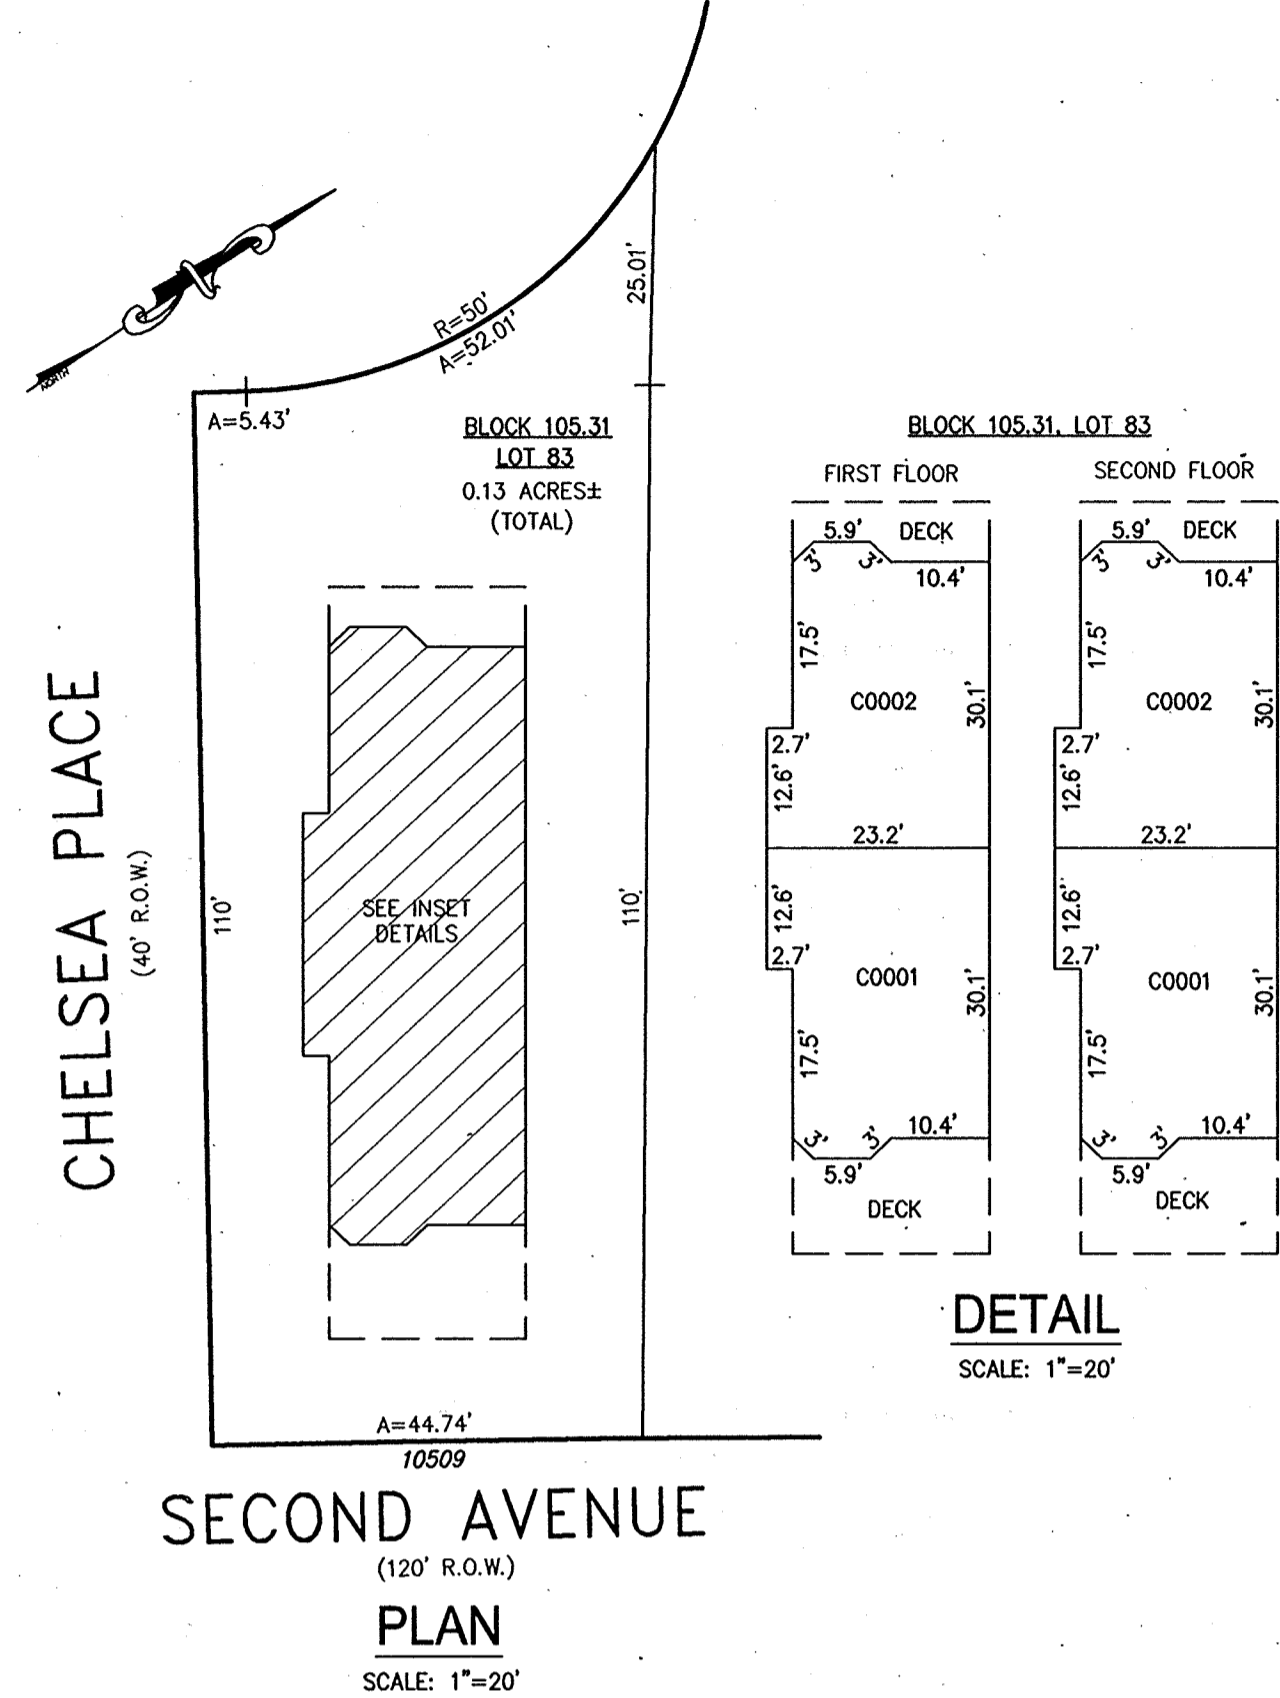 R=50'
A=52.01'
25.01'
NORTH
A=5.43'
BLOCK 105.31
LOT 83
0.13 ACRES±
(TOTAL)
CHELSEA PLACE
(40' R.O.W.)
110'
SEE INSET
DETAILS
110'
A=44.74'
10509
SECOND AVENUE
(120' R.O.W.)
PLAN
SCALE: 1"=20'
BLOCK 105.31, LOT 83
FIRST FLOOR
5.9' DECK
3' 3'
10.4'
17.5'
C0002
30.1'
2.7'
12.6'
23.2'
12.6'
2.7'
C0001
30.1'
17.5'
10.4'
3' 3'
5.9'
DECK
SECOND FLOOR
5.9' DECK
3' 3'
10.4'
17.5'
C0002
30.1'
2.7'
12.6'
23.2'
12.6'
2.7'
C0001
30.1'
17.5'
10.4'
3' 3'
5.9'
DECK
DETAIL
SCALE: 1"=20'